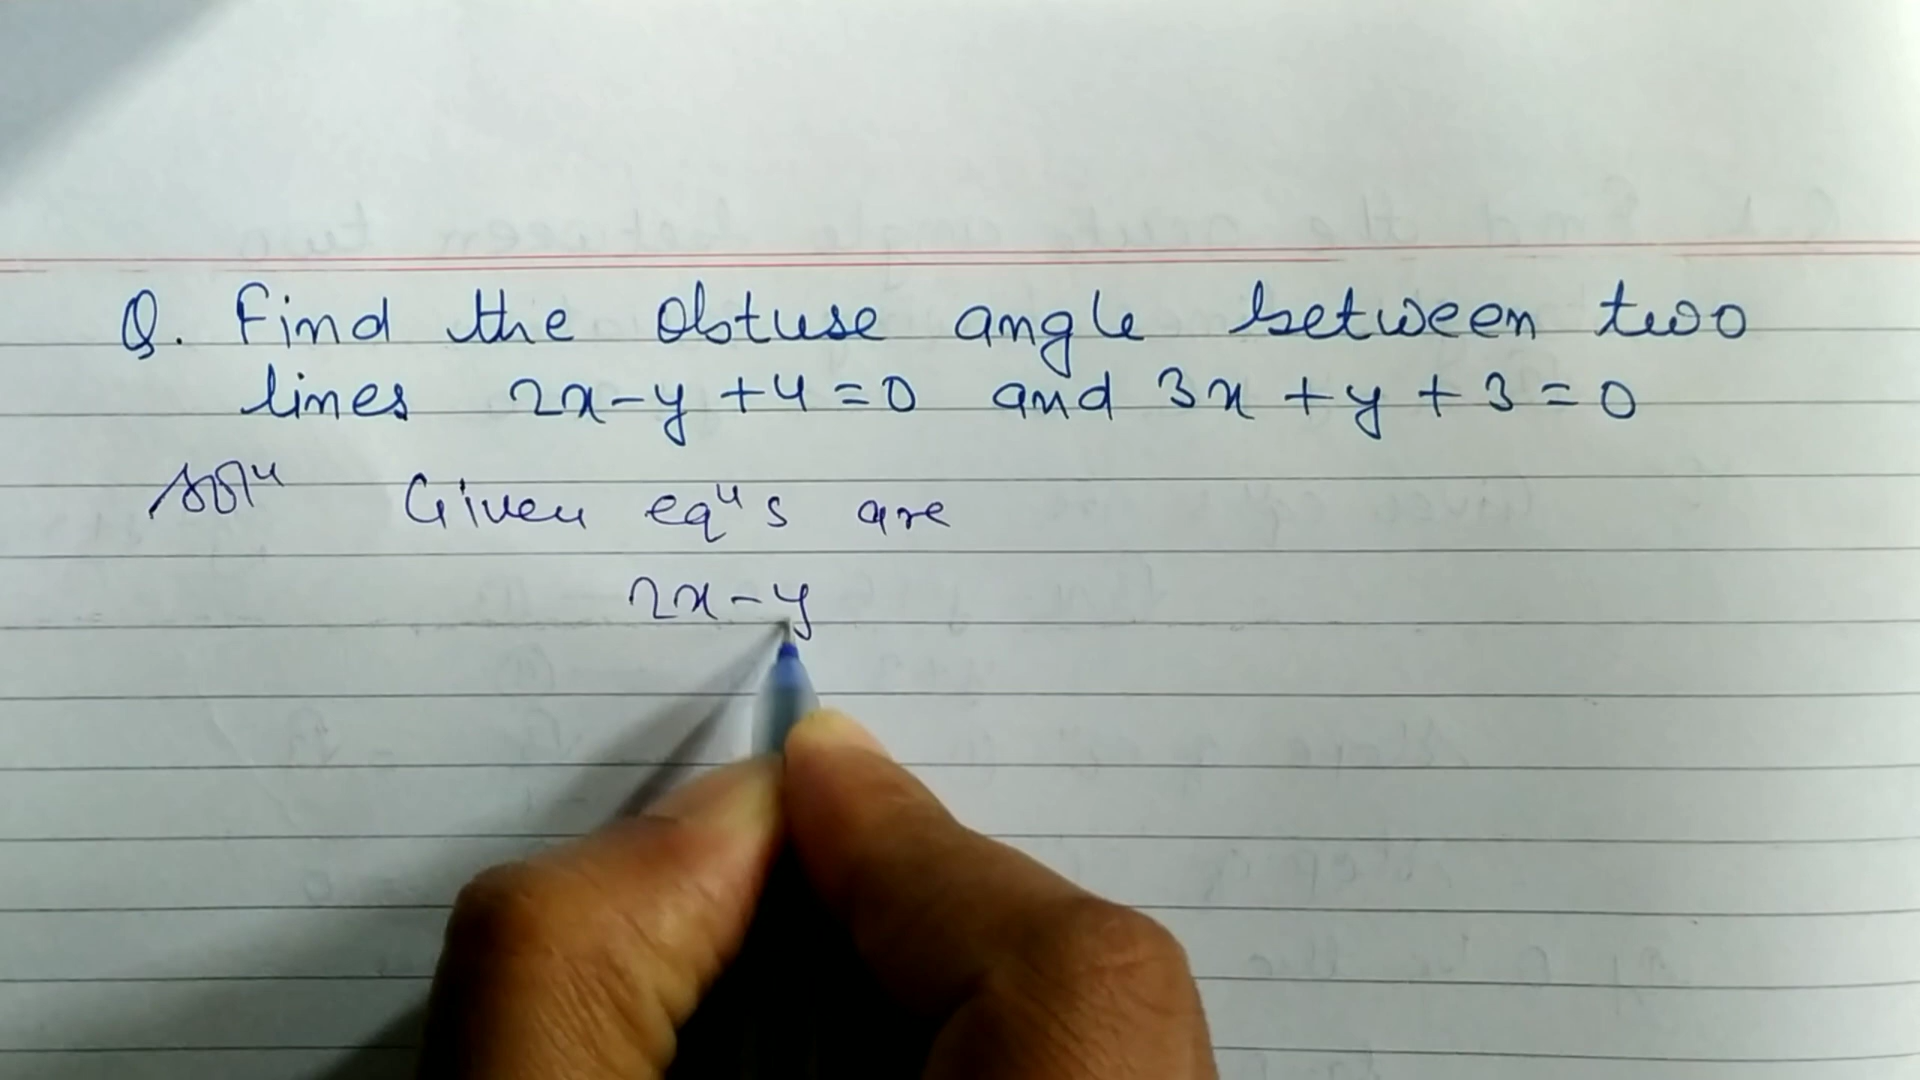 Q. Find the obtuse angle between two
lines 2x-y+4=0 and 3x+y+3=0
Solⁿ Given eqⁿs are
2x-y